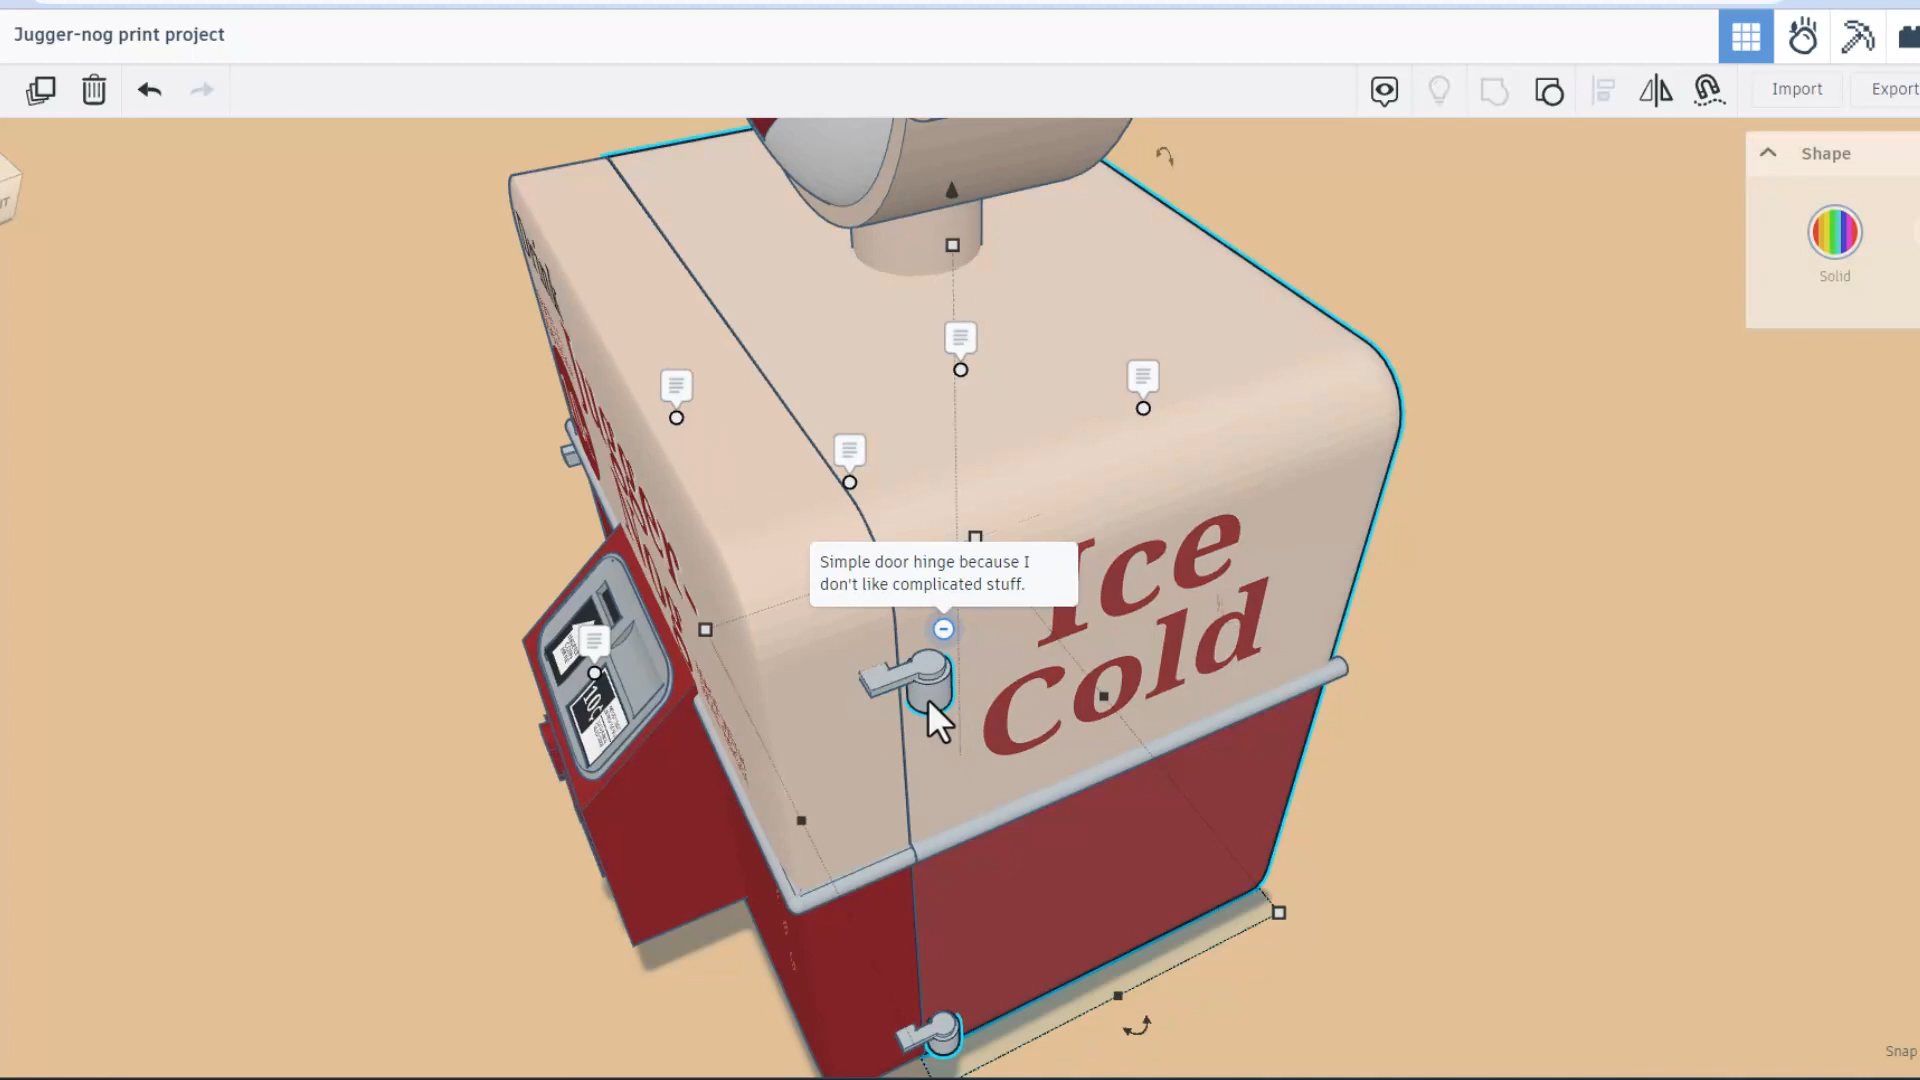 Jugger-nog print project
Import
Export
Shape
Solid
Simple door hinge because I
don't like complicated stuff.
Ice
Cold
10¢
Snap